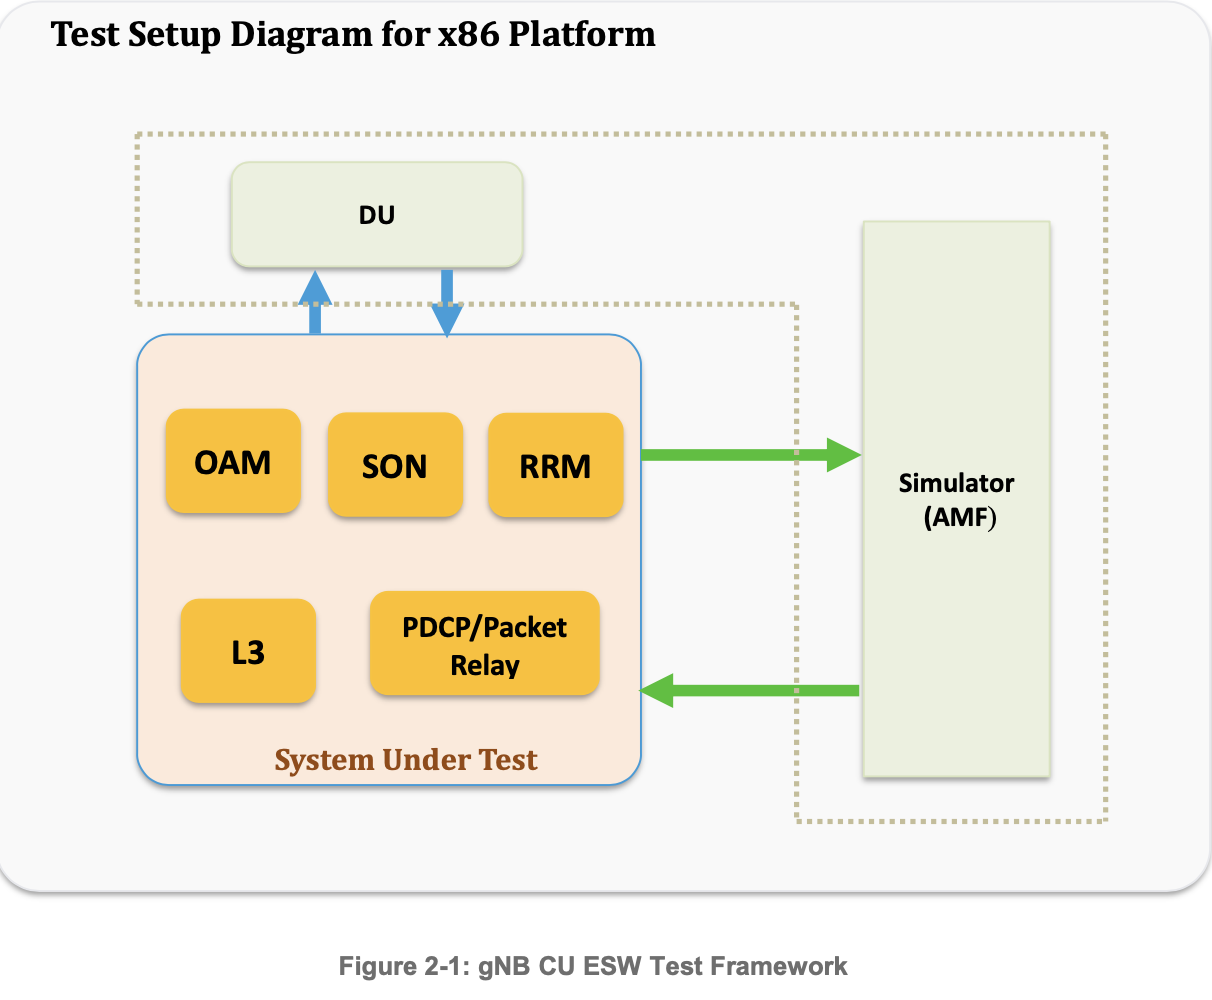 Test Setup Diagram for x86 Platform
DU
OAM
SON
RRM
Simulator
(AMF)
L3
PDCP/Packet
Relay
System Under Test
Figure 2-1: gNB CU ESW Test Framework